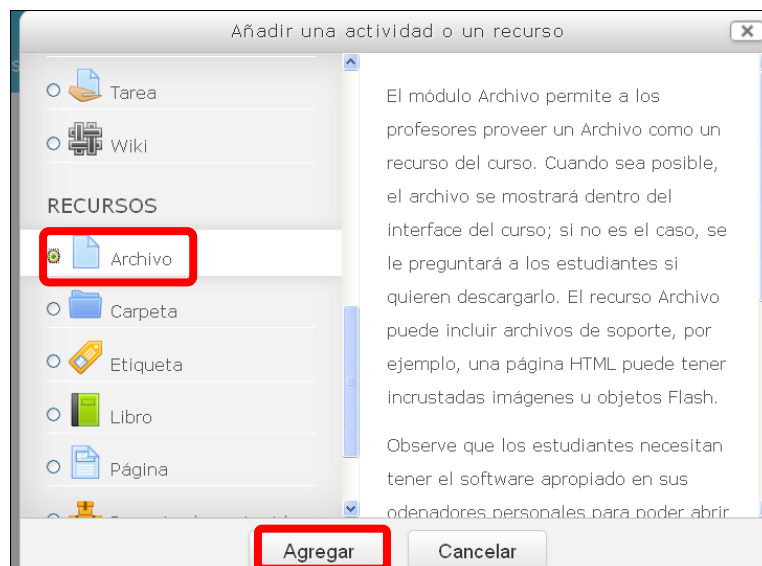 Añadir una actividad o un recurso
Tarea
Wiki
RECURSOS
Archivo
Carpeta
Etiqueta
Libro
Página
El módulo Archivo permite a los
profesores proveer un Archivo como un
recurso del curso. Cuando sea posible,
el archivo se mostrará dentro del
interface del curso; si no es el caso, se
le preguntará a los estudiantes si
quieren descargarlo. El recurso Archivo
puede incluir archivos de soporte, por
ejemplo, una página HTML puede tener
incrustadas imágenes u objetos Flash.
Observe que los estudiantes necesitan
tener el software apropiado en sus
odenadores personales para poder abrir
Agregar
Cancelar